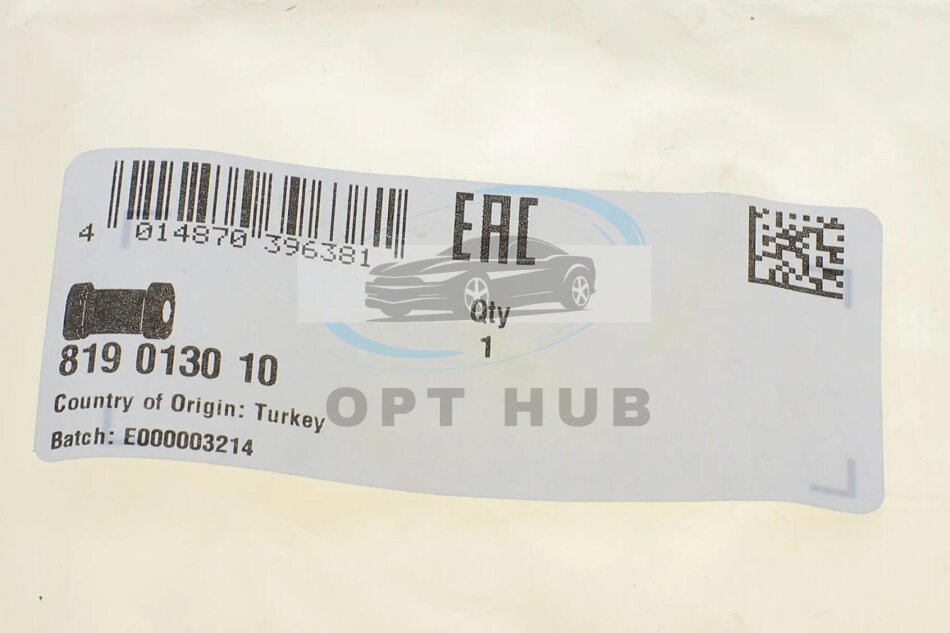 4 014870 396381
EAC
Qty
1
819 0130 10
Country of Origin: Turkey
Batch: E000003214
OPT HUB